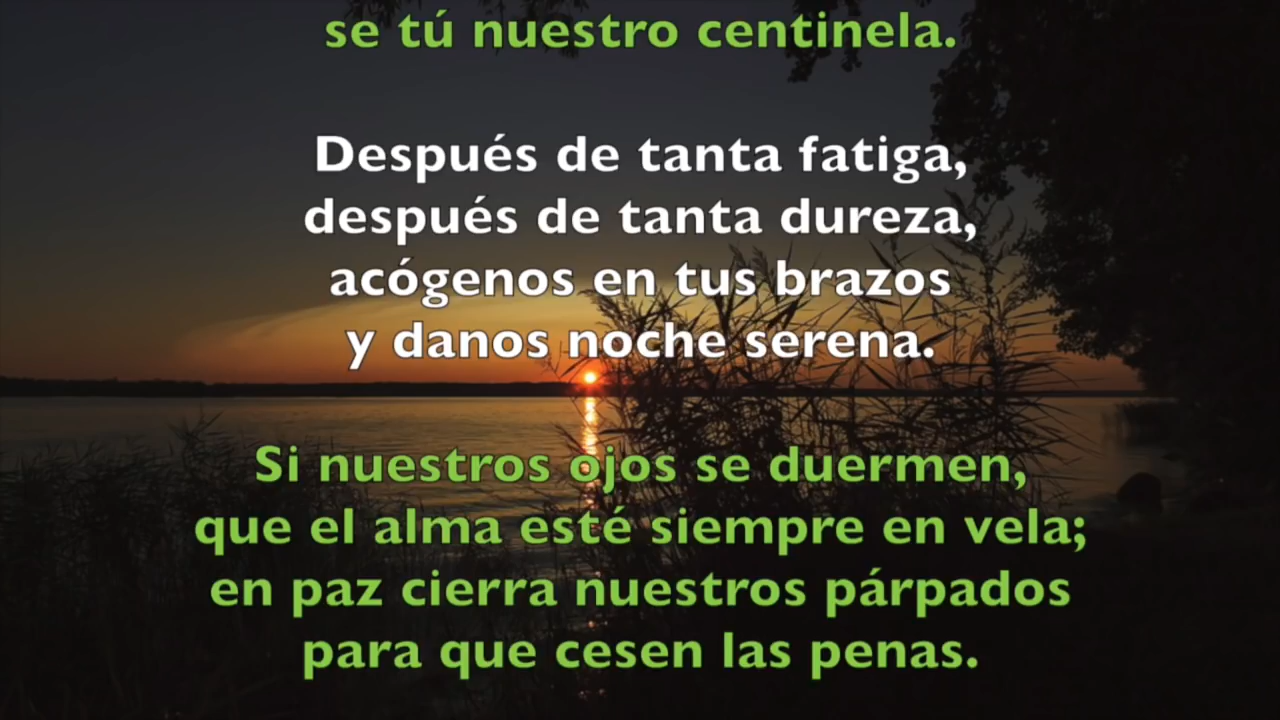 se tú nuestro centinela.
Después de tanta fatiga,
después de tanta dureza,
acógenos en tus brazos
y danos noche serena.
Si nuestros ojos se duermen,
que el alma esté siempre en vela;
en paz cierra nuestros párpados
para que cesen las penas.